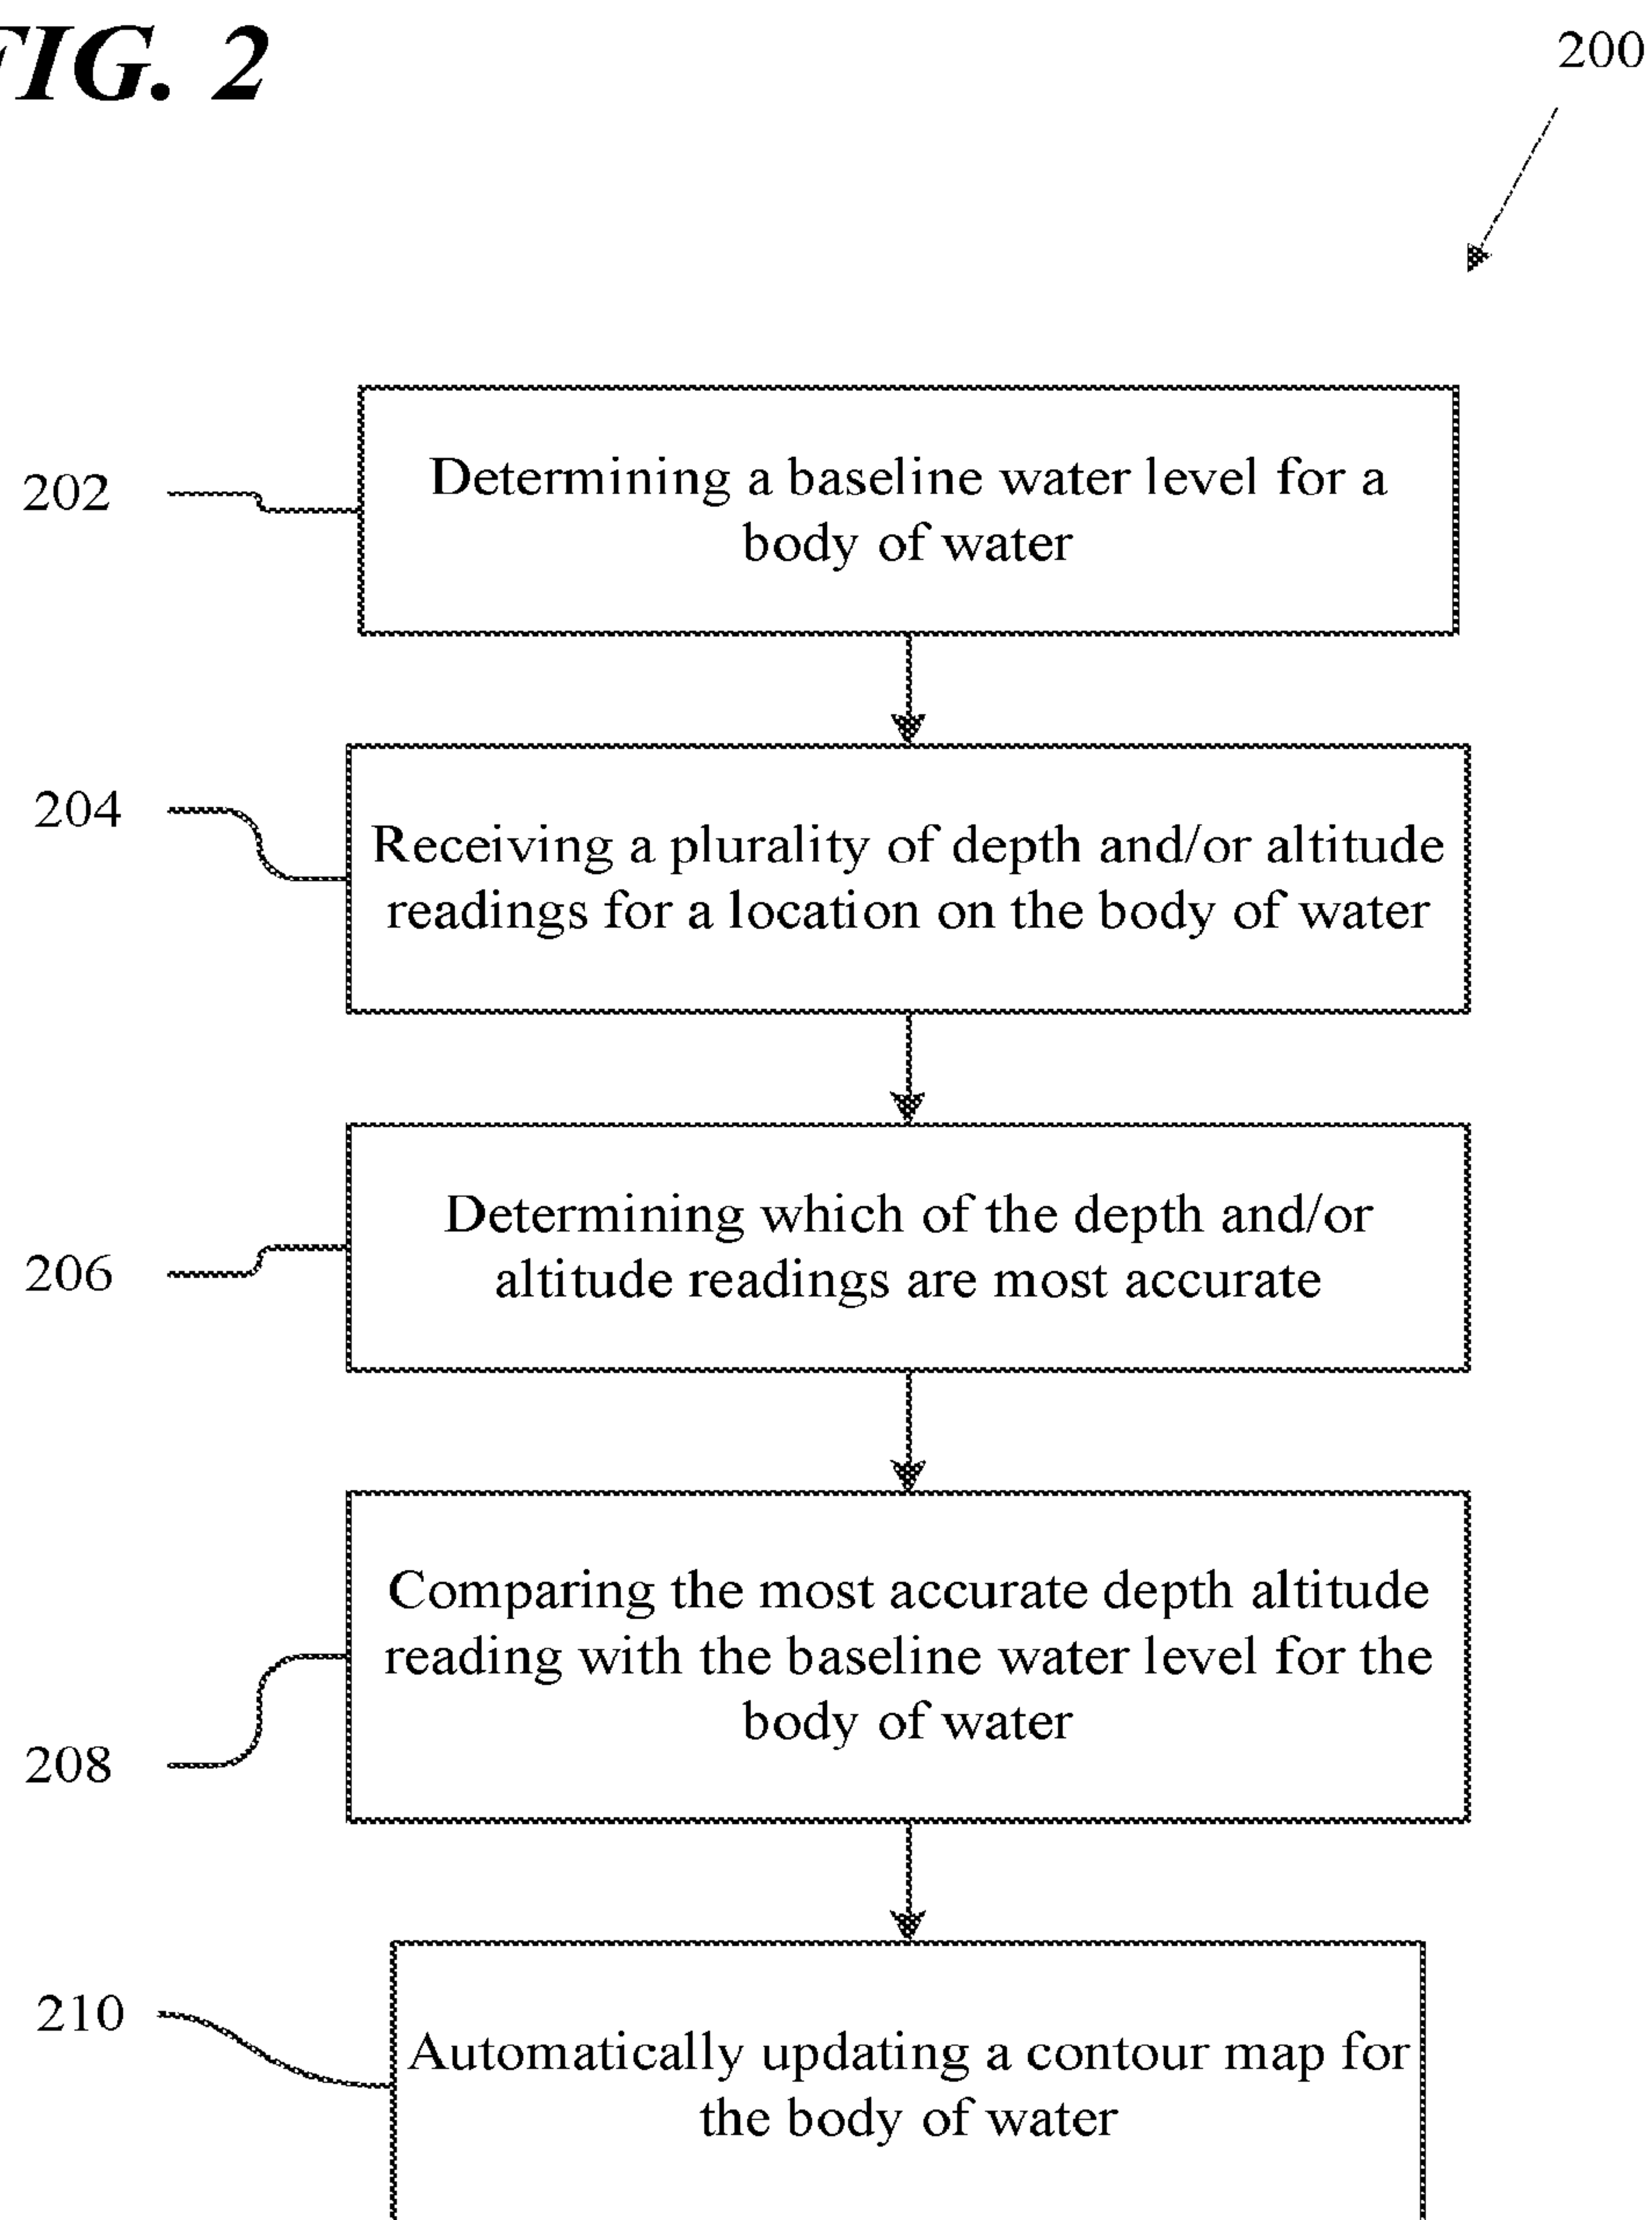 FIG. 2
200
202
Determining a baseline water level for a
body of water
204
Receiving a plurality of depth and/or altitude
readings for a location on the body of water
206
Determining which of the depth and/or
altitude readings are most accurate
208
Comparing the most accurate depth altitude
reading with the baseline water level for the
body of water
210
Automatically updating a contour map for
the body of water